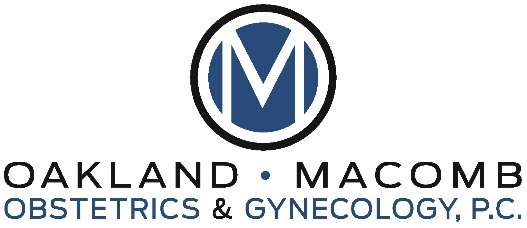 M
OAKLAND • MACOMB
OBSTETRICS & GYNECOLOGY, P.C.